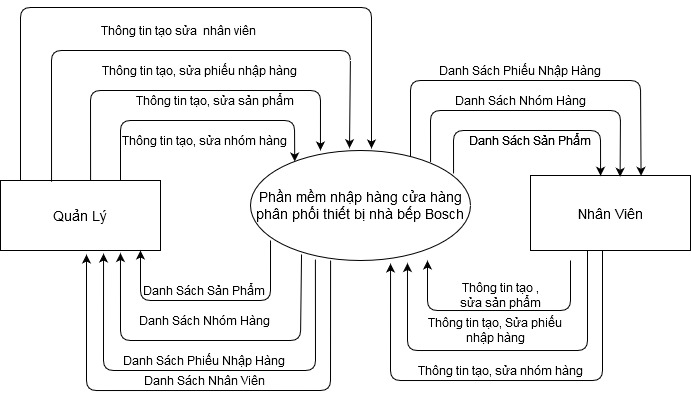 Thông tin tạo sửa nhân viên
Thông tin tạo, sửa phiếu nhập hàng
Thông tin tạo, sửa sản phẩm
Thông tin tạo, sửa nhóm hàng
Danh Sách Phiếu Nhập Hàng
Danh Sách Nhóm Hàng
Danh Sách Sản Phẩm
Quản Lý
Phần mềm nhập hàng cửa hàng
phân phối thiết bị nhà bếp Bosch
Nhân Viên
Danh Sách Sản Phẩm
Danh Sách Nhóm Hàng
Danh Sách Phiếu Nhập Hàng
Danh Sách Nhân Viên
Thông tin tạo ,
sửa sản phẩm
Thông tin tạo, Sửa phiếu
nhập hàng
Thông tin tạo, sửa nhóm hàng